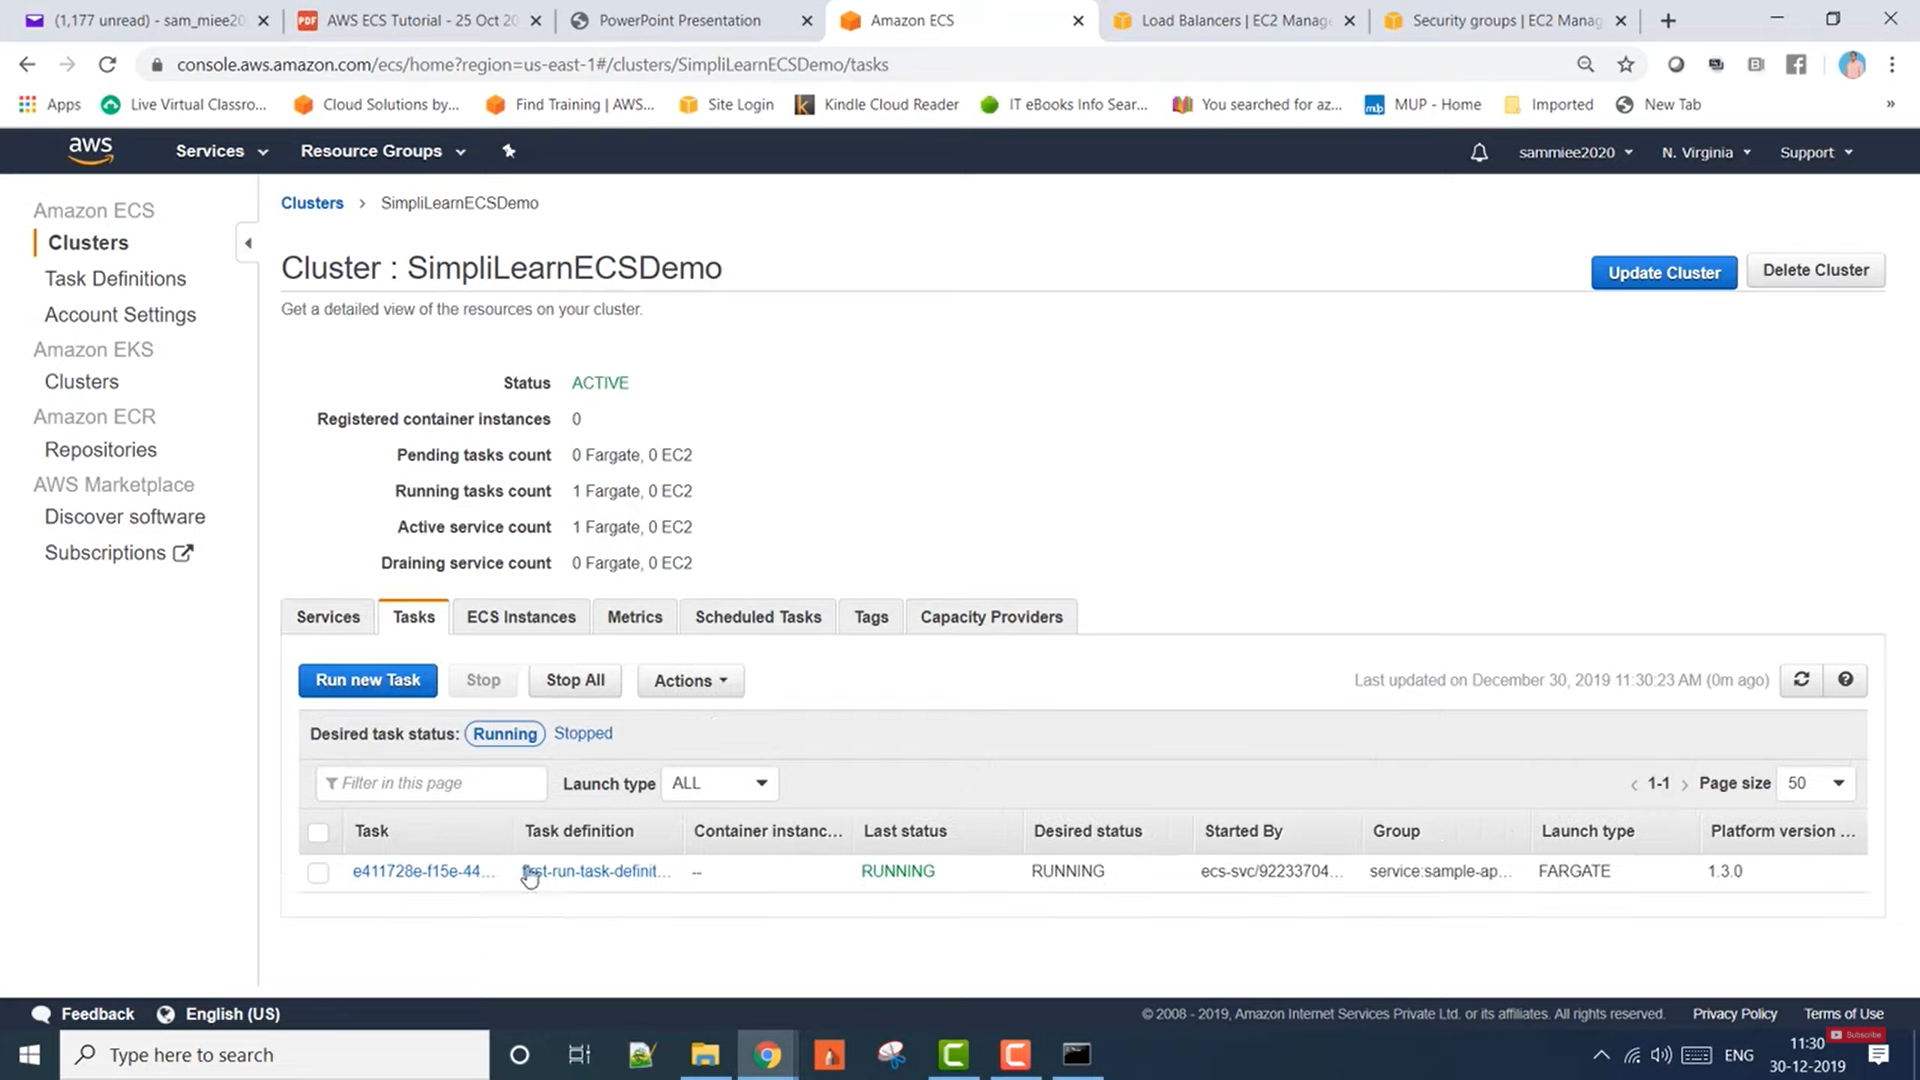 (1,177 unread) - sam_miee20
AWS ECS Tutorial - 25 Oct 20
PowerPoint Presentation
Amazon ECS
Load Balancers | EC2 Manag
Security groups | EC2 Manag
console.aws.amazon.com/ecs/home?region=us-east-1#/clusters/SimpliLearnECSDemo/tasks
Apps
Live Virtual Classro...
Cloud Solutions by...
Find Training | AWS...
Site Login
Kindle Cloud Reader
IT eBooks Info Sear...
You searched for az...
MUP - Home
Imported
New Tab
»
aws
Services
Resource Groups
sammiee2020
N. Virginia
Support
Amazon ECS
Clusters
Task Definitions
Account Settings
Amazon EKS
Clusters
Amazon ECR
Repositories
AWS Marketplace
Discover software
Subscriptions
Clusters > SimpliLearnECSDemo
Cluster : SimpliLearnECSDemo
Update Cluster
Delete Cluster
Get a detailed view of the resources on your cluster.
Status ACTIVE
Registered container instances 0
Pending tasks count 0 Fargate, 0 EC2
Running tasks count 1 Fargate, 0 EC2
Active service count 1 Fargate, 0 EC2
Draining service count 0 Fargate, 0 EC2
Services Tasks ECS Instances Metrics Scheduled Tasks Tags Capacity Providers
Run new Task Stop Stop All Actions Last updated on December 30, 2019 11:30:23 AM (0m ago)
Desired task status: Running Stopped
Filter in this page Launch type ALL < 1-1 > Page size 50
Task Task definition Container instanc... Last status Desired status Started By Group Launch type Platform version ...
e411728e-f15e-44... first-run-task-definit... -- RUNNING RUNNING ecs-svc/92233704... service:sample-ap... FARGATE 1.3.0
Feedback English (US) © 2008 - 2019, Amazon Internet Services Private Ltd. or its affiliates. All rights reserved. Privacy Policy Terms of Use
Subscribe
Type here to search
ENG
11:30
30-12-2019